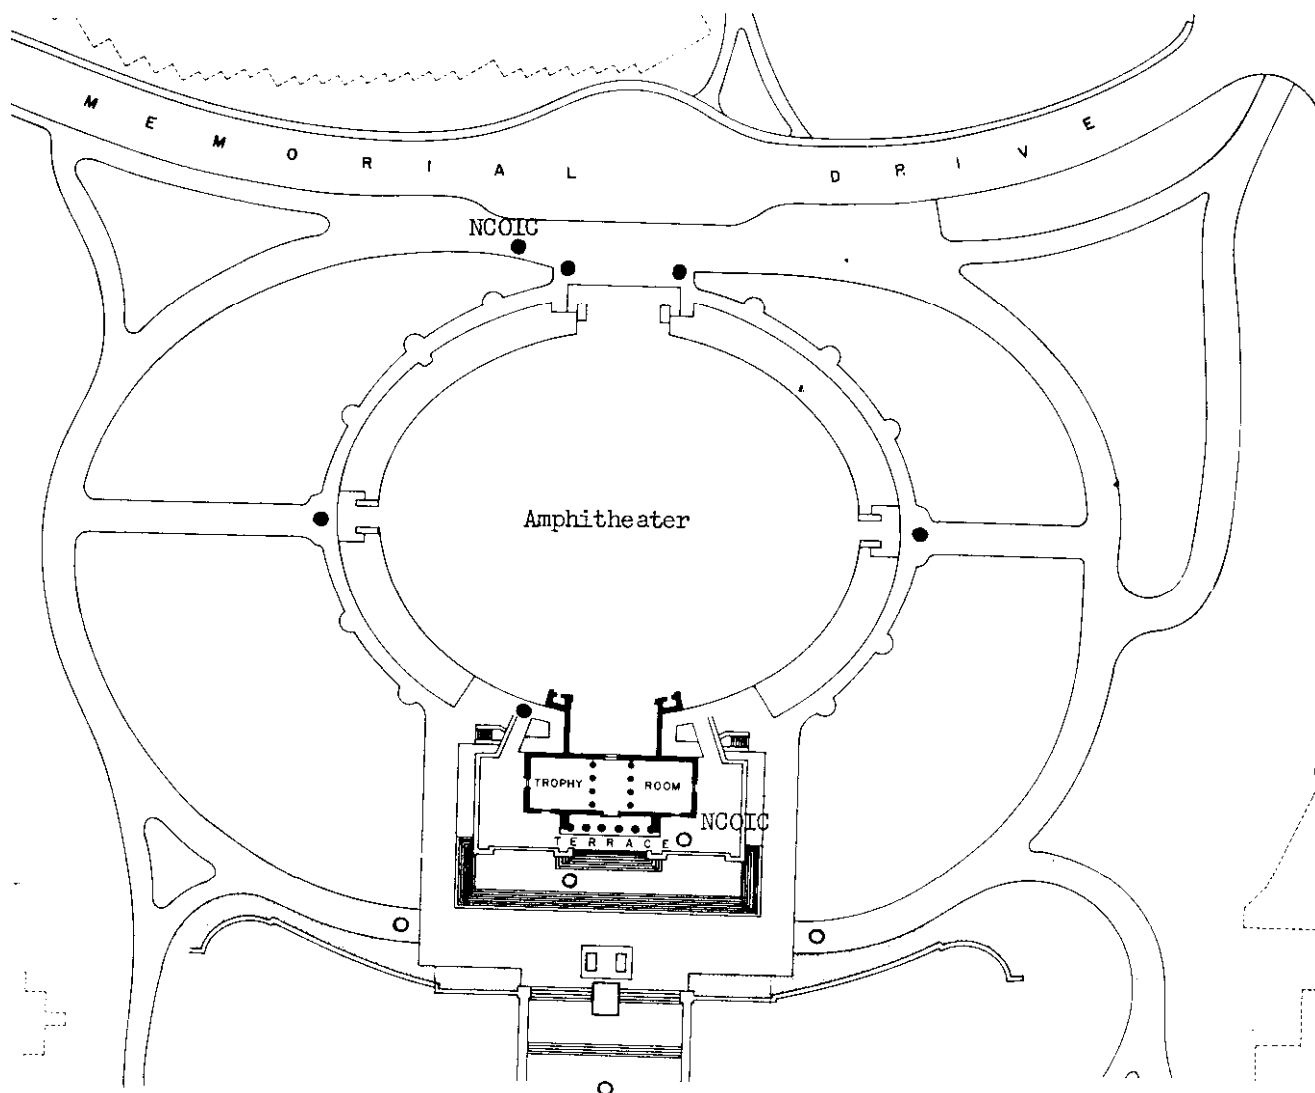 MEMORIAL DRIVE
NCOIC
Amphitheater
TROPHY ROOM
NCOIC
TERRACE